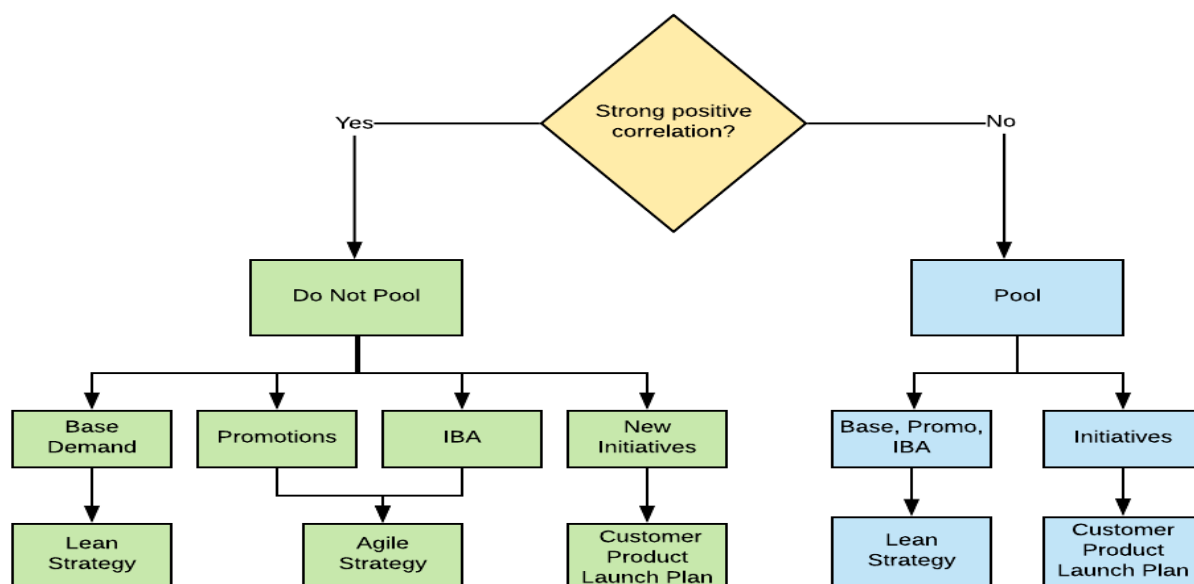 Strong positive
correlation?
Yes
No
Do Not Pool
Pool
Base
Demand
Promotions
IBA
New
Initiatives
Base, Promo,
IBA
Initiatives
Lean
Strategy
Agile
Strategy
Customer
Product
Launch Plan
Lean
Strategy
Customer
Product
Launch Plan